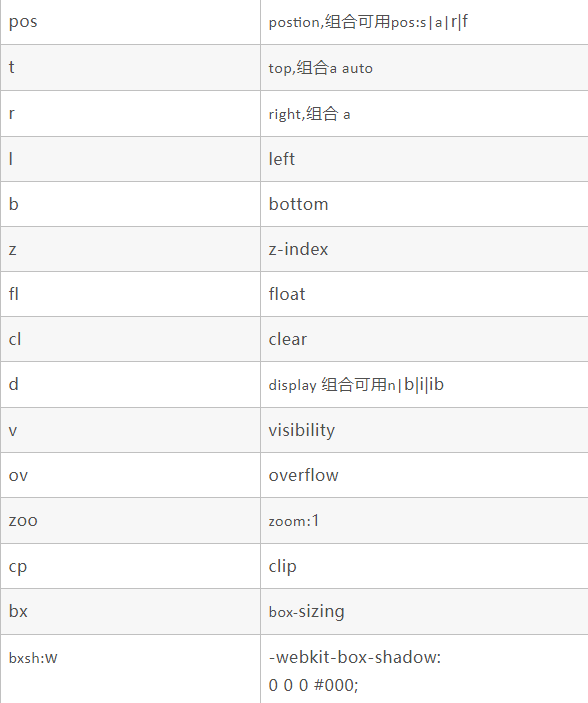 pos postion,组合可用pos:s|a|r|f
t top,组合a auto
r right,组合 a
l left
b bottom
z z-index
fl float
cl clear
d display 组合可用n|b|i|ib
v visibility
ov overflow
zoo zoom:1
cp clip
bx box-sizing
bxsh:w -webkit-box-shadow:
0 0 0 #000;